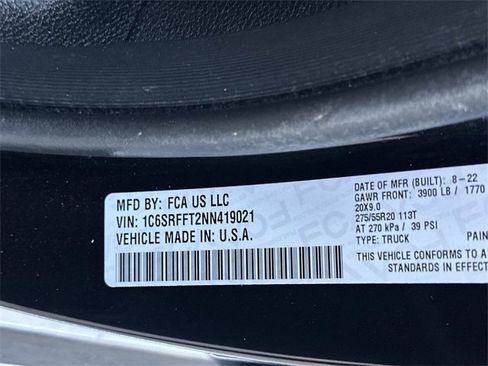 MFD BY: FCA US LLC
VIN: 1C6SRFFT2NN419021
VEHICLE MADE IN: U.S.A.
DATE OF MFR (BUILT): 8-22
GAWR FRONT: 3900 LB / 1770
20X9.0
275/55R20 113T
AT 270 kPa / 39 PSI
TYPE: TRUCK PAIN
THIS VEHICLE CONFORMS
STANDARDS IN EFFECT